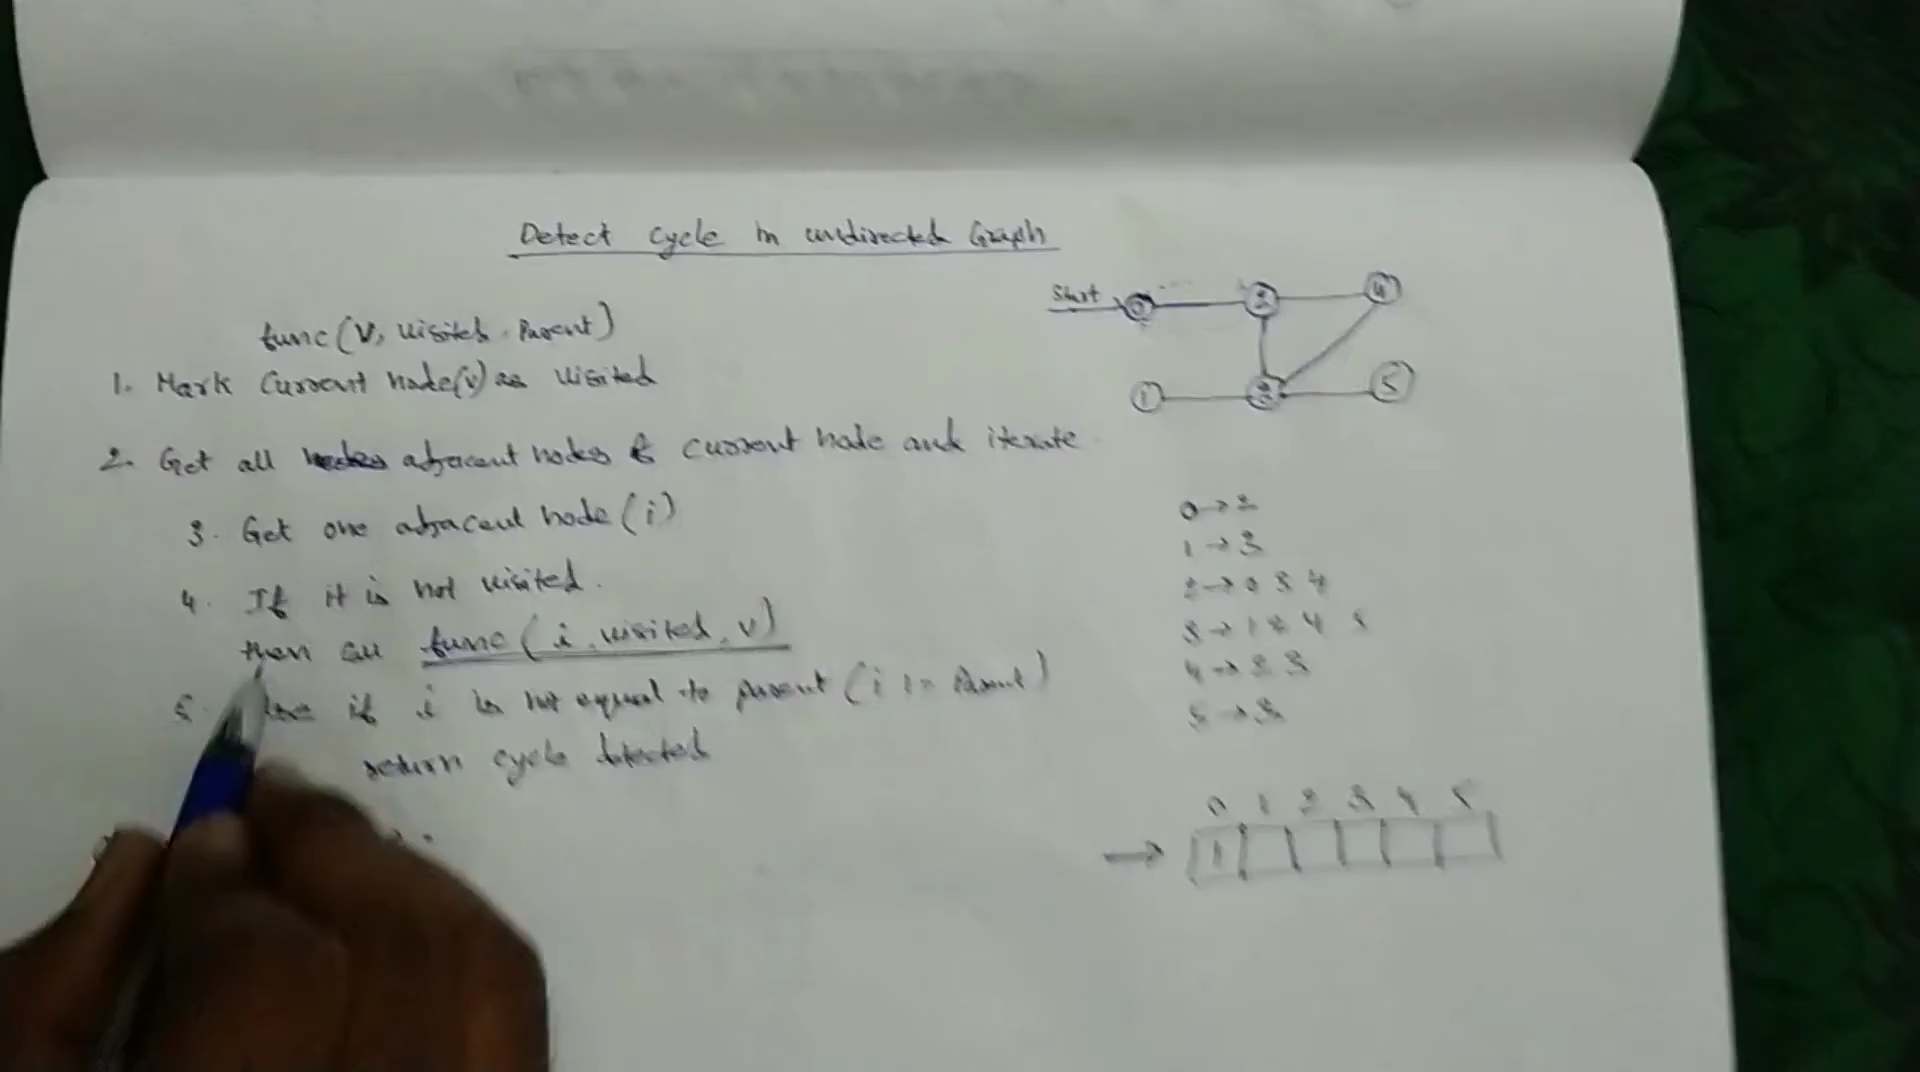 Detect Cycle in undirected Graph
func(V, visited, Parent)
1. Mark Current node(v) as visited
2. Get all adjacent nodes of current node and iterate
3. Get one adjacent node (i)
4. If it is not visited.
then call func(i, visited, v)
5. if i is not equal to parent (i != Parent)
return cycle detected
Start 0 2 4
1 3 5
0 → 2
1 → 3
2 → 0 3 4
3 → 1 2 4 5
4 → 2 3
5 → 3
0 1 2 3 4 5
→ 1